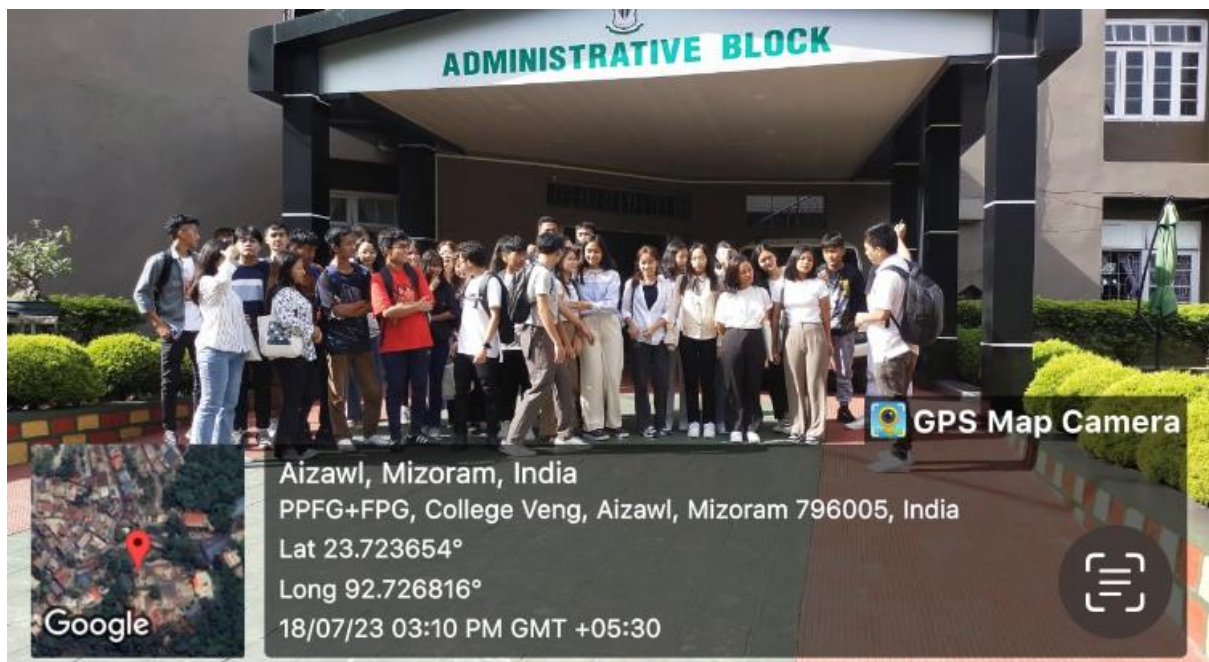 ADMINISTRATIVE BLOCK
GPS Map Camera
Aizawl, Mizoram, India
PPFG+FPG, College Veng, Aizawl, Mizoram 796005, India
Lat 23.723654°
Long 92.726816°
18/07/23 03:10 PM GMT +05:30
Google